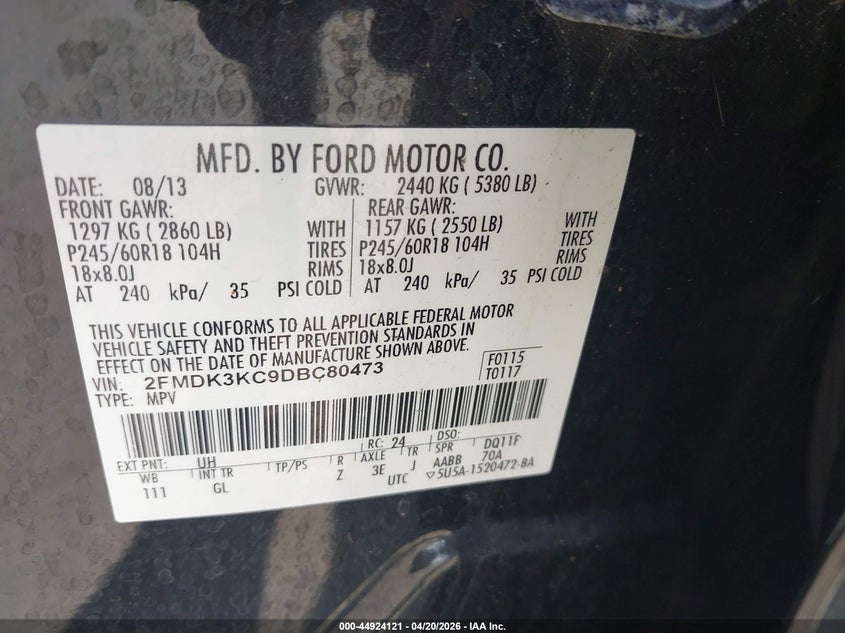 MFD. BY FORD MOTOR CO.
DATE: 08/13 GVWR: 2440 KG ( 5380 LB)
FRONT GAWR: REAR GAWR:
1297 KG ( 2860 LB) WITH 1157 KG ( 2550 LB) WITH
P245/60R18 104H TIRES P245/60R18 104H TIRES
18x8.0J RIMS 18x8.0J RIMS
AT 240 kPa/ 35 PSI COLD AT 240 kPa/ 35 PSI COLD
THIS VEHICLE CONFORMS TO ALL APPLICABLE FEDERAL MOTOR
VEHICLE SAFETY AND THEFT PREVENTION STANDARDS IN
EFFECT ON THE DATE OF MANUFACTURE SHOWN ABOVE.
VIN: 2FMDK3KC9DBC80473 F0115
TYPE: MPV T0117
EXT PNT: UH RC: 24 DSO: DQ11F
WB INT TR TP/PS R AXLE TR SPR 70A
111 GL Z 3E J AABB
UTC ▽5U5A-1520472-BA
000-44924121 - 04/20/2026 - IAA Inc.